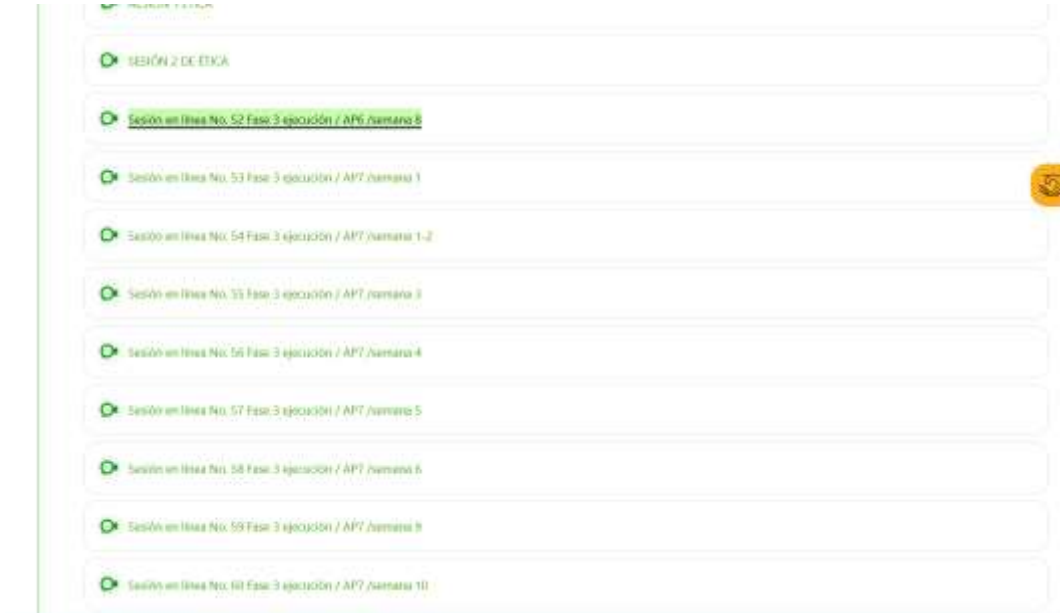 SESIÓN 2 DE ÉTICA
Sesión en línea No. 52 Fase 3 ejecución / AP6 /semana 8
Sesión en línea No. 53 Fase 3 ejecución / AP7 /semana 1
Sesión en línea No. 54 Fase 3 ejecución / AP7 /semana 1-2
Sesión en línea No. 55 Fase 3 ejecución / AP7 /semana 3
Sesión en línea No. 56 Fase 3 ejecución / AP7 /semana 4
Sesión en línea No. 57 Fase 3 ejecución / AP7 /semana 5
Sesión en línea No. 58 Fase 3 ejecución / AP7 /semana 6
Sesión en línea No. 59 Fase 3 ejecución / AP7 /semana 9
Sesión en línea No. 60 Fase 3 ejecución / AP7 /semana 10